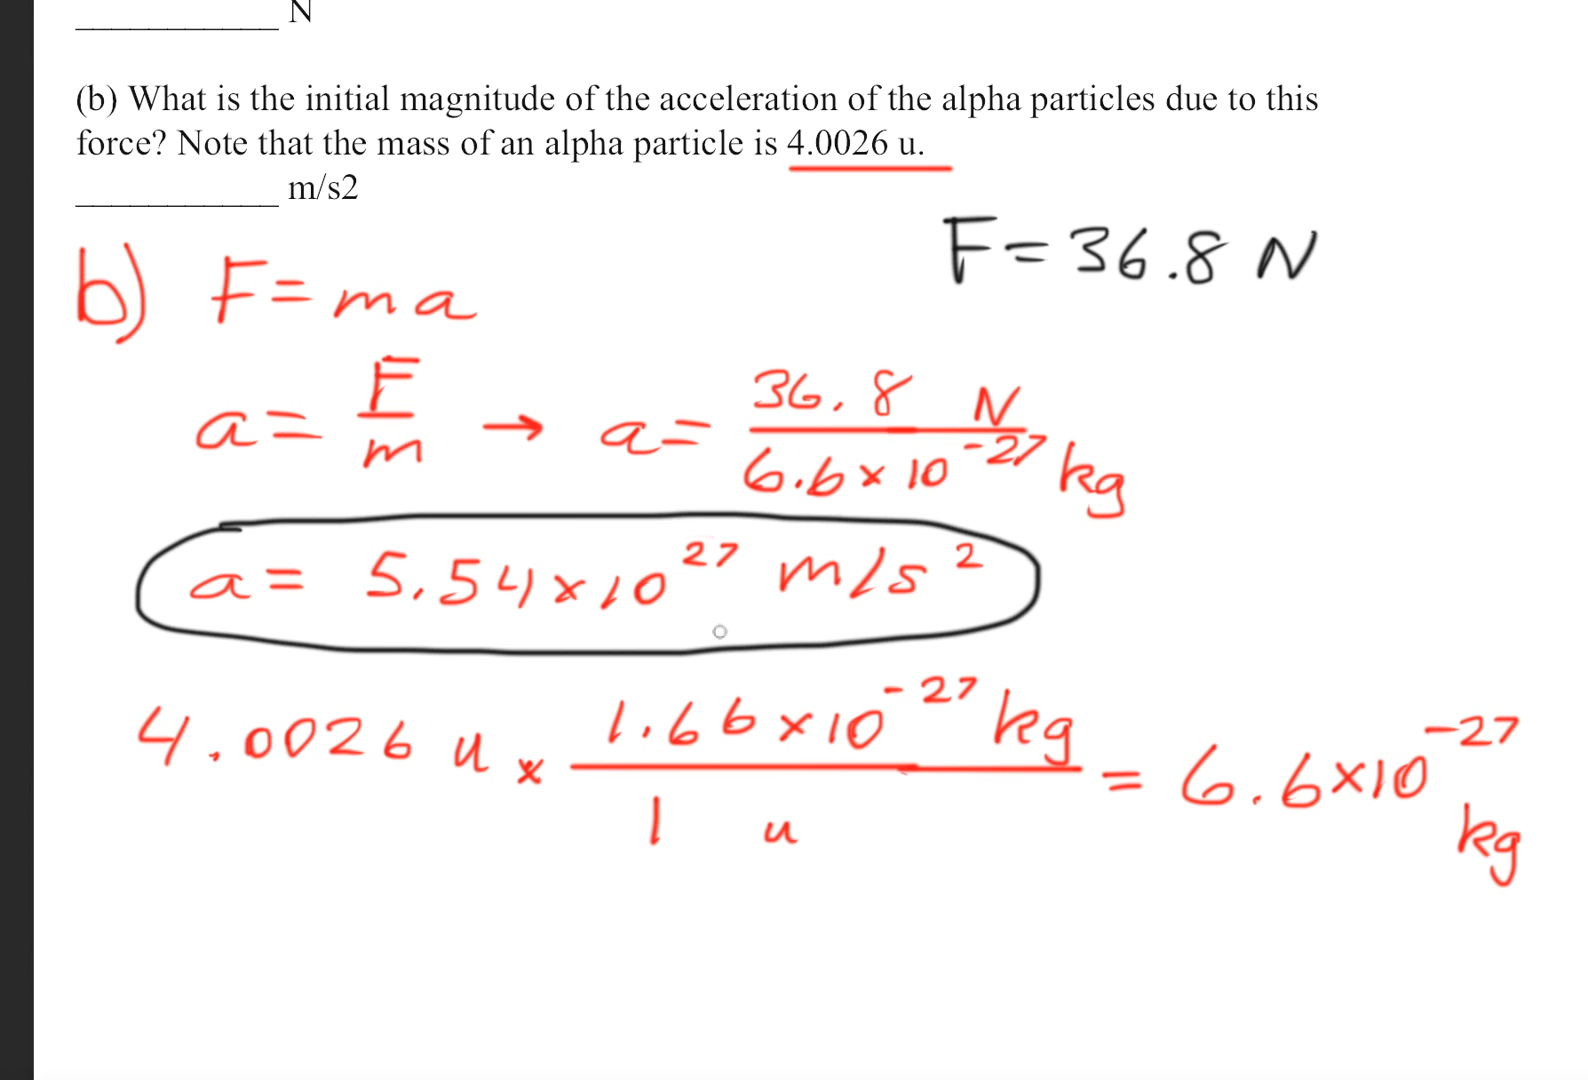 ___________ N
(b) What is the initial magnitude of the acceleration of the alpha particles due to this
force? Note that the mass of an alpha particle is 4.0026 u.
___________ m/s2
F = 36.8 N
b) F = ma
a = F/m → a = 36.8 N / 6.6 x 10^-27 kg
a = 5.54 x 10^27 m/s^2
4.0026 u x 1.66 x 10^-27 kg / 1 u = 6.6 x 10^-27 kg